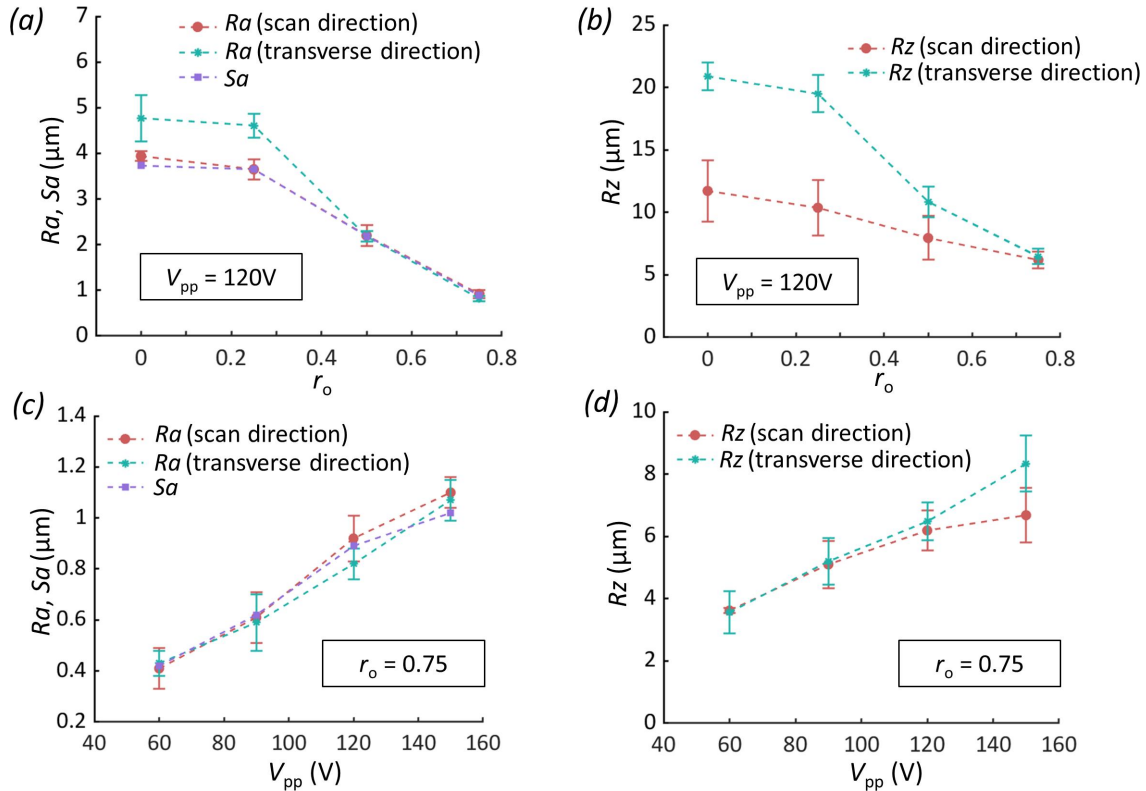 (a)
7
6
5
4
3
2
1
0
Ra, Sa (μm)
Ra (scan direction)
Ra (transverse direction)
Sa
Vpp = 120V
0 0.2 0.4 0.6 0.8
ro
(b)
25
20
15
10
5
0
Rz (μm)
Rz (scan direction)
Rz (transverse direction)
Vpp = 120V
0 0.2 0.4 0.6 0.8
ro
(c)
1.4
1.2
1
0.8
0.6
0.4
0.2
Ra, Sa (μm)
Ra (scan direction)
Ra (transverse direction)
Sa
ro = 0.75
40 60 80 100 120 140 160
Vpp (V)
(d)
10
8
6
4
2
0
Rz (μm)
Rz (scan direction)
Rz (transverse direction)
ro = 0.75
40 60 80 100 120 140 160
Vpp (V)